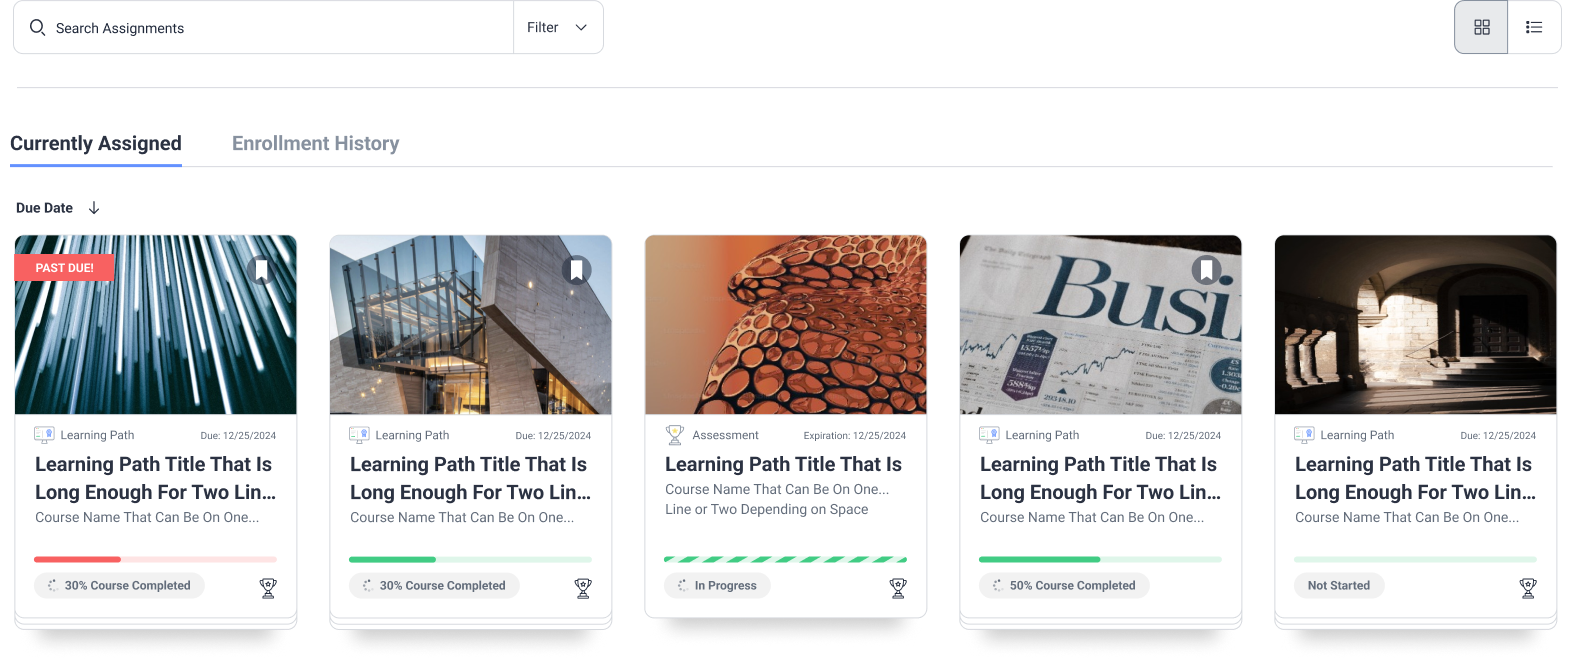 Search Assignments
Filter
Currently Assigned
Enrollment History
Due Date
PAST DUE!
Learning Path
Due: 12/25/2024
Learning Path Title That Is
Long Enough For Two Lin...
Course Name That Can Be On One...
30% Course Completed
Learning Path
Due: 12/25/2024
Learning Path Title That Is
Long Enough For Two Lin...
Course Name That Can Be On One...
30% Course Completed
Assessment
Expiration: 12/25/2024
Learning Path Title That Is
Course Name That Can Be On One...
Line or Two Depending on Space
In Progress
The Daily Telegraph
Busi
Learning Path
Due: 12/25/2024
Learning Path Title That Is
Long Enough For Two Lin...
Course Name That Can Be On One...
50% Course Completed
Learning Path
Due: 12/25/2024
Learning Path Title That Is
Long Enough For Two Lin...
Course Name That Can Be On One...
Not Started